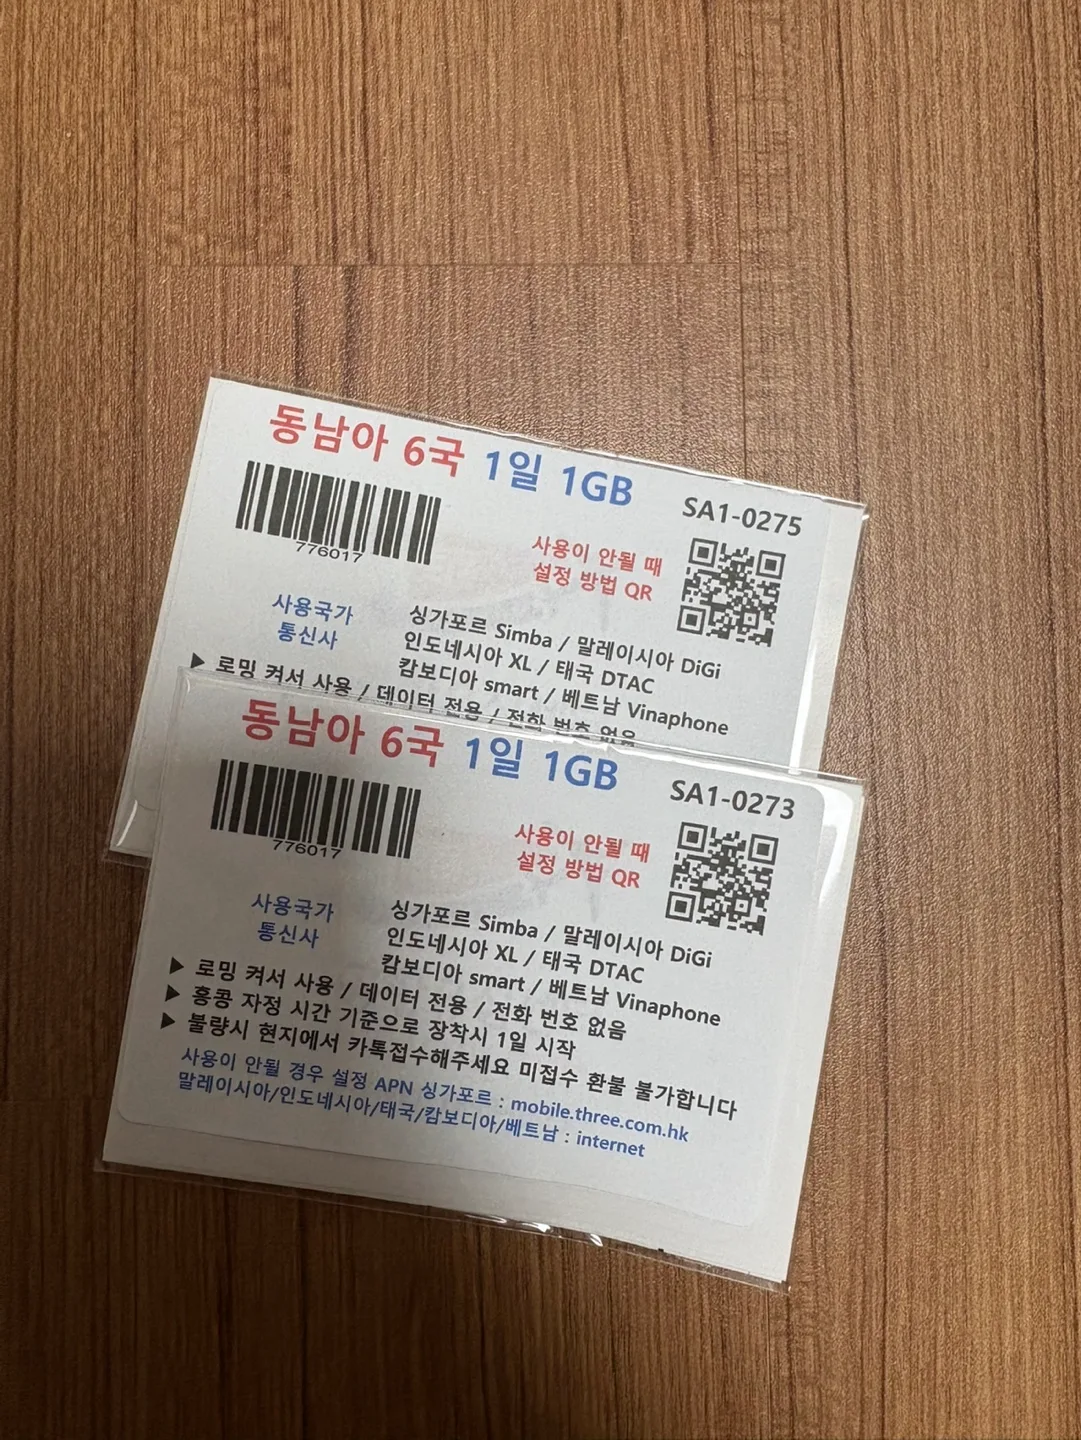 동남아 6국 1일 1GB
SA1-0275
776017
사용이 안될 때
설정 방법 QR
사용국가
통신사
싱가포르 Simba / 말레이시아 DiGi
인도네시아 XL / 태국 DTAC
캄보디아 smart / 베트남 Vinaphone
▶ 로밍 켜서 사용 / 데이터 전용 / 전화 번호 없음
동남아 6국 1일 1GB
SA1-0273
776017
사용이 안될 때
설정 방법 QR
사용국가
통신사
싱가포르 Simba / 말레이시아 DiGi
인도네시아 XL / 태국 DTAC
캄보디아 smart / 베트남 Vinaphone
▶ 로밍 켜서 사용 / 데이터 전용 / 전화 번호 없음
▶ 홍콩 자정 시간 기준으로 장착시 1일 시작
▶ 불량시 현지에서 카톡접수해주세요 미접수 환불 불가합니다
사용이 안될 경우 설정 APN 싱가포르 : mobile.three.com.hk
말레이시아/인도네시아/태국/캄보디아/베트남 : internet